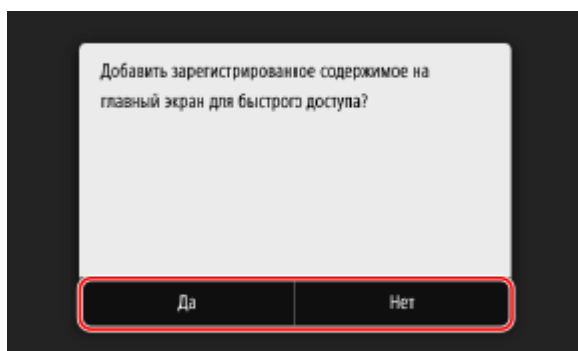 Добавить зарегистрированное содержимое на
главный экран для быстрого доступа?
Да
Нет